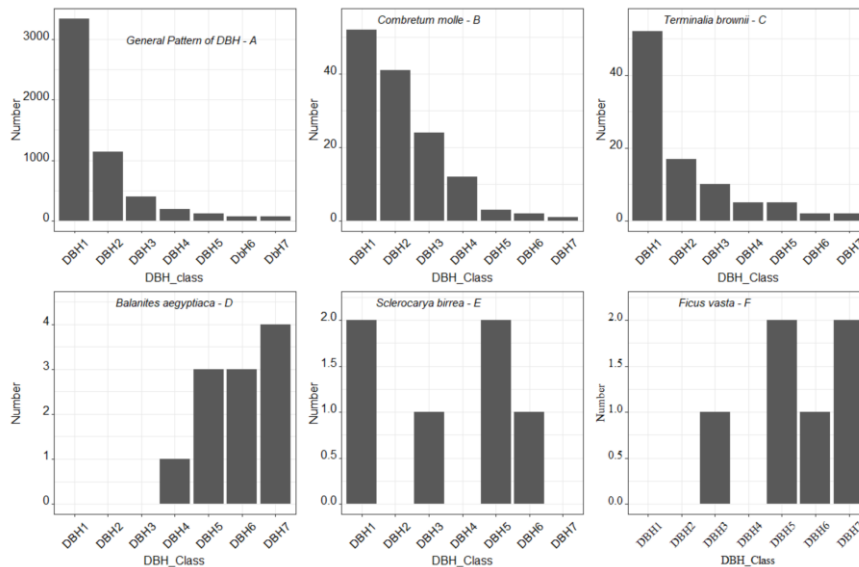 General Pattern of DBH - A
Number
3000
2000
1000
0
DBH1 DBH2 DBH3 DBH4 DBH5 DbH6 DbH7
DBH_class
Combretum molle - B
Number
40
20
0
DBH1 DBH2 DBH3 DBH4 DBH5 DBH6 DBH7
DBH_Class
Terminalia brownii - C
Number
40
20
0
DBH1 DBH2 DBH3 DBH4 DBH5 DBH6 DBH7
DBH_Class
Balanites aegyptiaca - D
Number
4
3
2
1
0
DBH1 DBH2 DBH3 DBH4 DBH5 DBH6 DBH7
DBH_Class
Sclerocarya birrea - E
Number
2.0
1.5
1.0
0.5
0.0
DBH1 DBH2 DBH3 DBH4 DBH5 DBH6 DBH7
DBH_Class
Ficus vasta - F
Number
2.0
1.5
1.0
0.5
0.0
DBH1 DBH2 DBH3 DBH4 DBH5 DBH6
DBH_Class